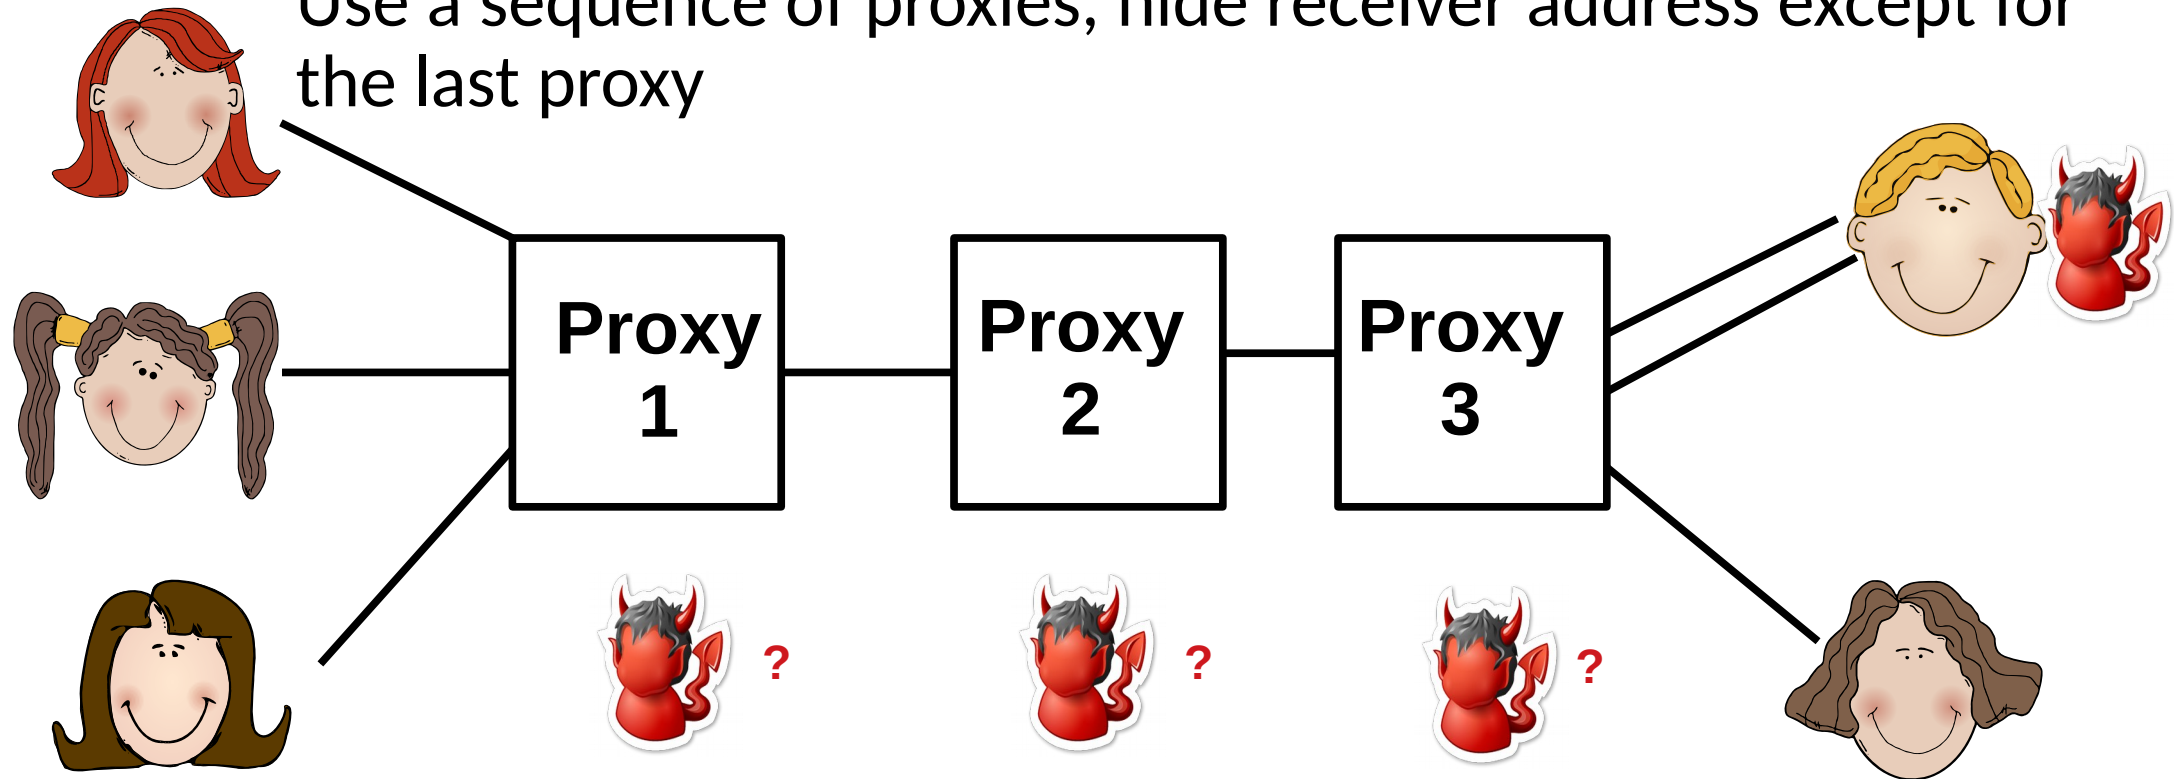 Use a sequence of proxies, hide receiver address except for
the last proxy
Proxy
1
Proxy
2
Proxy
3
?
?
?